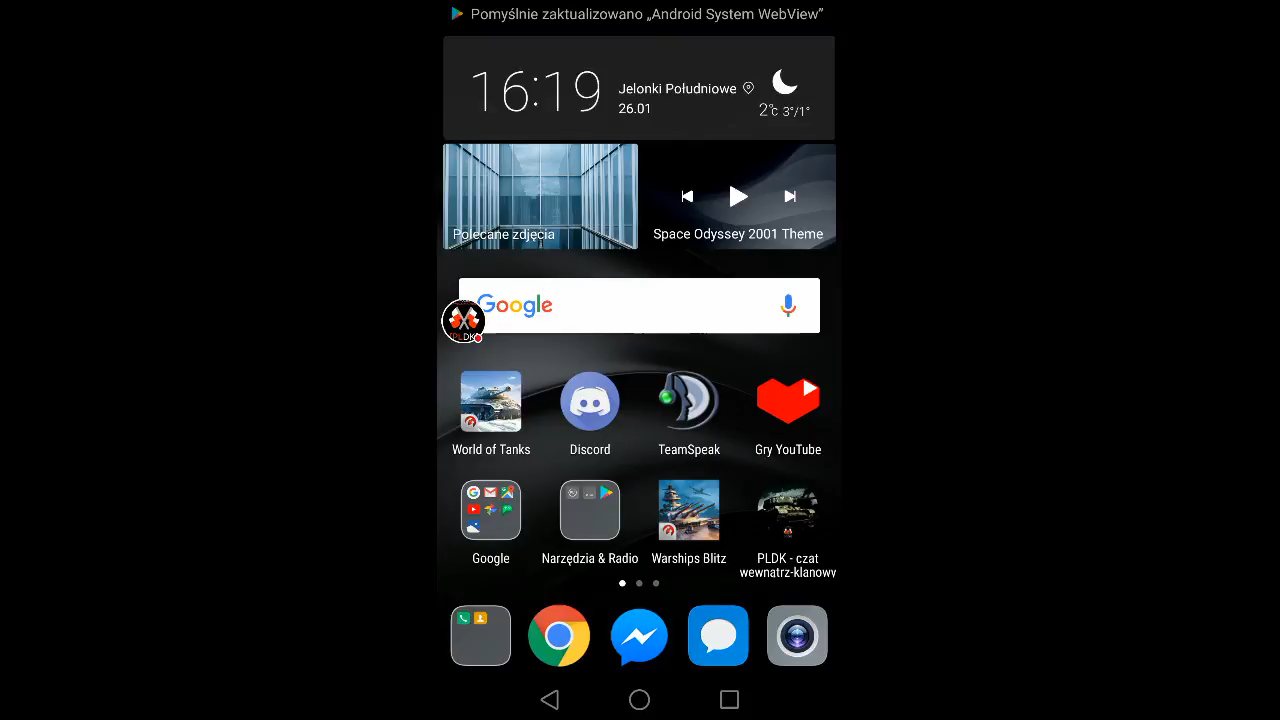 Pomyślnie zaktualizowano „Android System WebView”
16:19
Jelonki Południowe
26.01
2°c 3°/1°
Polecane zdjęcia
Space Odyssey 2001 Theme
Google
World of Tanks
Discord
TeamSpeak
Gry YouTube
Google
Narzędzia & Radio
Warships Blitz
PLDK - czat
wewnątrz-klanowy